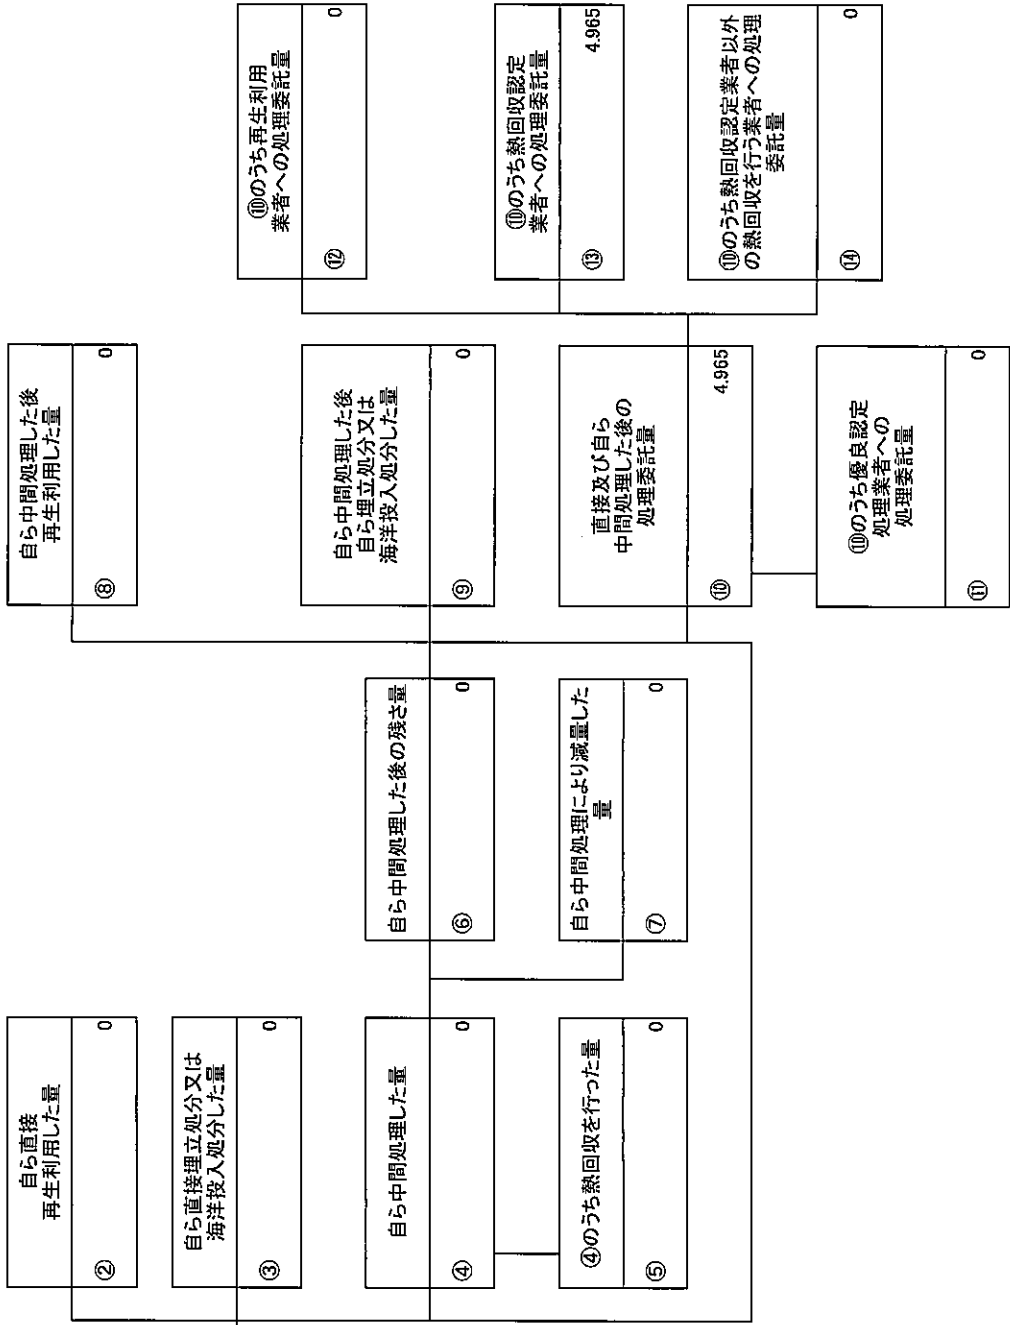 自ら直接
再生利用した量
②
0
自ら直接埋立処分又は
海洋投入処分した量
③
0
自ら中間処理した量
④
0
④のうち熱回収を行った量
⑤
0
自ら中間処理した後の残さ量
⑥
0
自ら中間処理により減量した
量
⑦
0
自ら中間処理した後
再生利用した量
⑧
0
自ら中間処理した後
自ら埋立処分又は
海洋投入処分した量
⑨
0
直接及び自ら
中間処理した後の
処理委託量
⑩
4.965
⑩のうち優良認定
処理業者への
処理委託量
⑪
0
⑩のうち再生利用
業者への処理委託量
⑫
0
⑩のうち熱回収認定
業者への処理委託量
⑬
4.965
⑩のうち熱回収認定業者以外
の熱回収を行う業者への処理
委託量
⑭
0